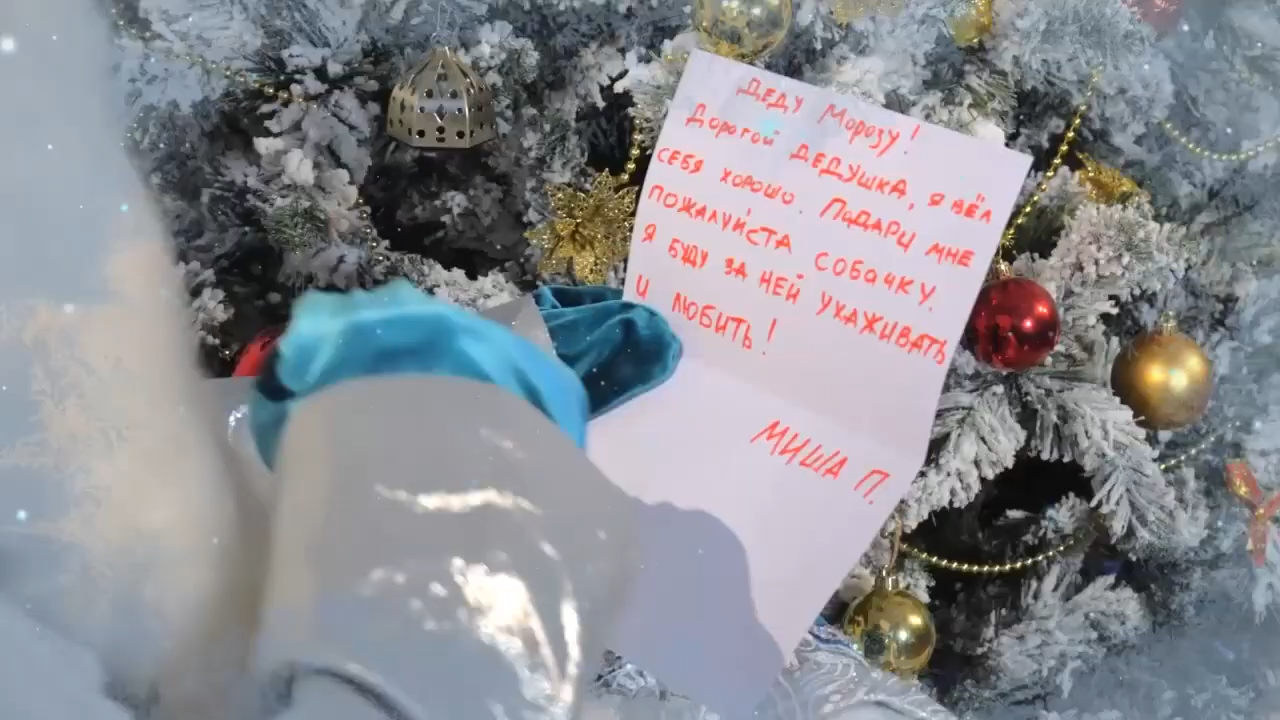 ДЕДУ МОРОЗУ!
ДОРОГОЙ ДЕДУШКА, Я ВЁЛ
СЕБЯ ХОРОШО. ПОДАРИ МНЕ
ПОЖАЛУЙСТА СОБАЧКУ.
Я БУДУ ЗА НЕЙ УХАЖИВАТЬ
И ЛЮБИТЬ!
МИША П.